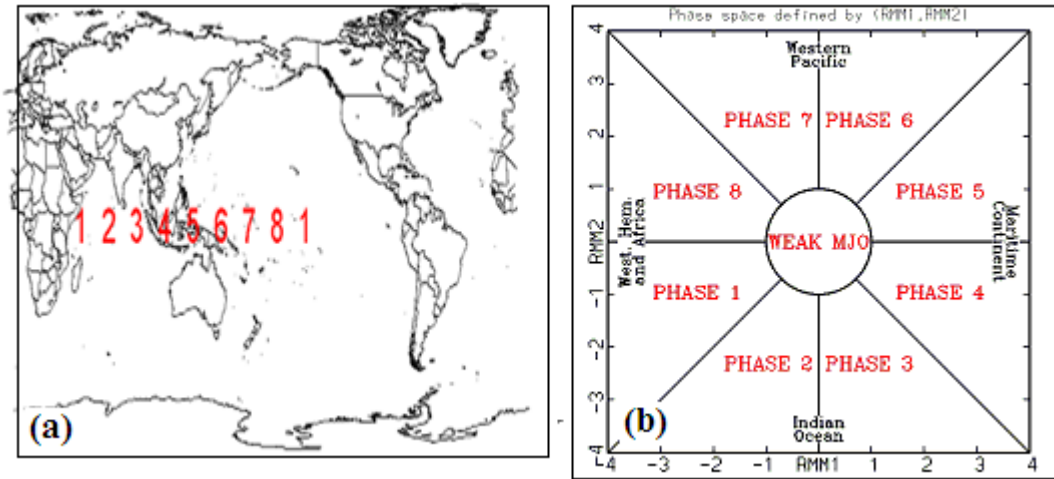 1 2 3 4 5 6 7 8 1
(a)
Phase space defined by (RMM1,RMM2)
4
3
2
1
0
-1
-2
-3
-4
RMM2
Western
Pacific
PHASE 7
PHASE 6
PHASE 8
PHASE 5
West. Hem.
and Africa
WEAK MJO
Maritime
Continent
PHASE 1
PHASE 4
PHASE 2
PHASE 3
Indian
Ocean
(b)
-4 -3 -2 -1 RMM1 1 2 3 4